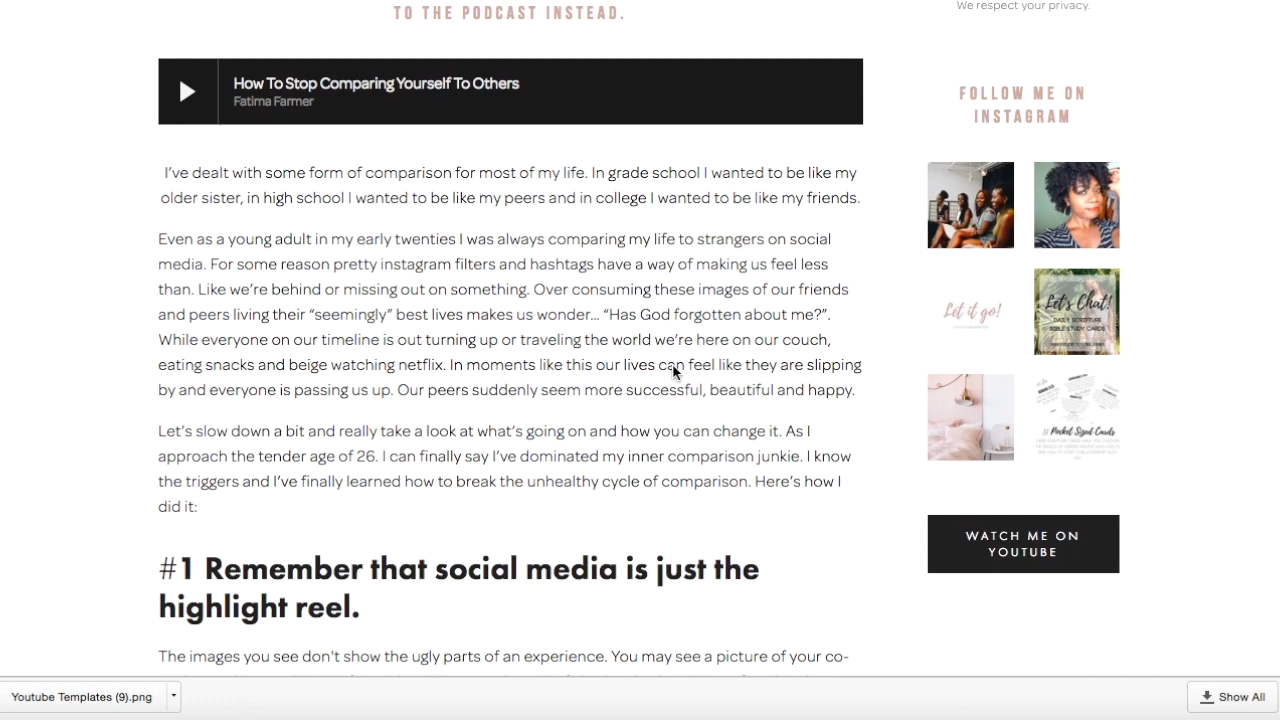 TO THE PODCAST INSTEAD.
We respect your privacy.
How To Stop Comparing Yourself To Others
Fatima Farmer
I've dealt with some form of comparison for most of my life. In grade school I wanted to be like my
older sister, in high school I wanted to be like my peers and in college I wanted to be like my friends.
Even as a young adult in my early twenties I was always comparing my life to strangers on social
media. For some reason pretty instagram filters and hashtags have a way of making us feel less
than. Like we're behind or missing out on something. Over consuming these images of our friends
and peers living their “seemingly” best lives makes us wonder... “Has God forgotten about me?”.
While everyone on our timeline is out turning up or traveling the world we're here on our couch,
eating snacks and beige watching netflix. In moments like this our lives can feel like they are slipping
by and everyone is passing us up. Our peers suddenly seem more successful, beautiful and happy.
Let's slow down a bit and really take a look at what's going on and how you can change it. As I
approach the tender age of 26. I can finally say I've dominated my inner comparison junkie. I know
the triggers and I've finally learned how to break the unhealthy cycle of comparison. Here's how I
did it:
#1 Remember that social media is just the
highlight reel.
The images you see don't show the ugly parts of an experience. You may see a picture of your co-
FOLLOW ME ON
INSTAGRAM
Let it go!
Let's Chat!
DAILY SCRIPTURE
BIBLE STUDY CARDS
Pocket Sized Cards
WATCH ME ON
YOUTUBE
Youtube Templates (9).png
Show All